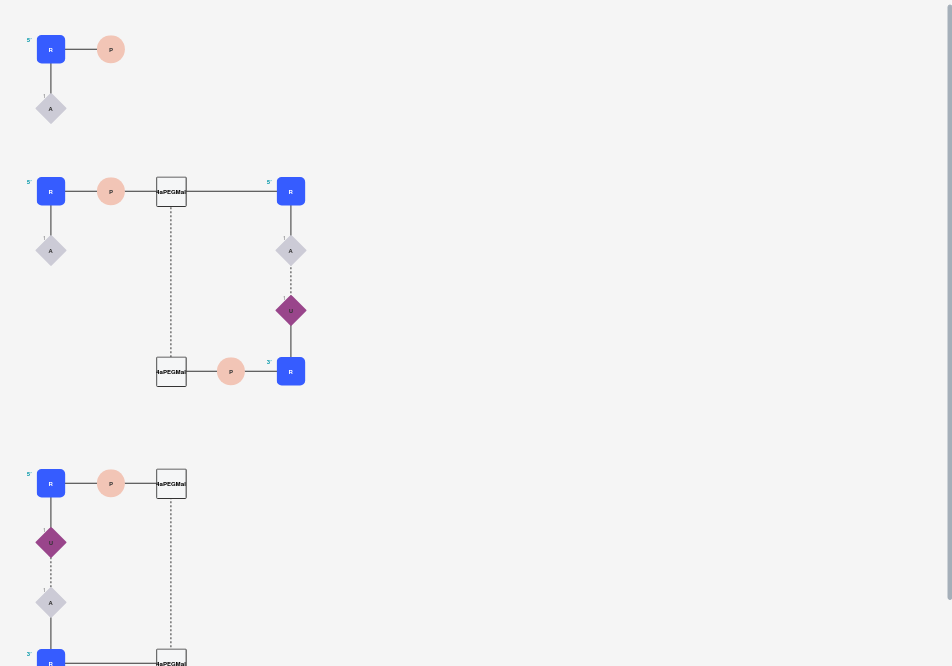 5' R P
1
A
5' R P 4aPEGMal 5' R
1 1
A A
1
U
4aPEGMal P 3' R
5' R P 4aPEGMal
1
U
1
A
3' R 4aPEGMal